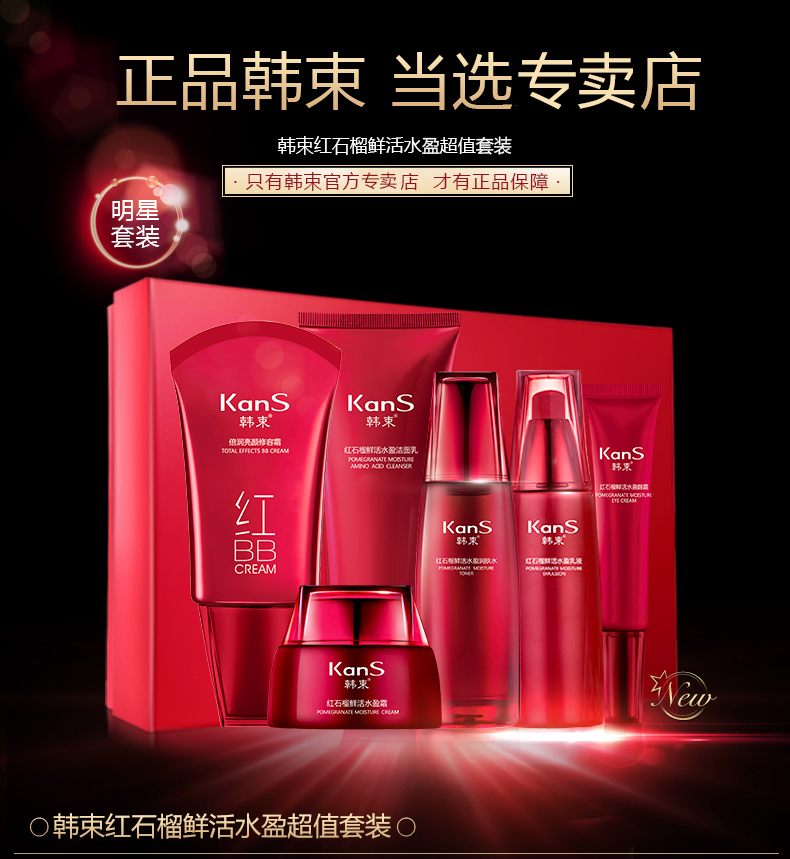 正品韩束 当选专卖店
韩束红石榴鲜活水盈超值套装
· 只有韩束官方专卖店 才有正品保障 ·
明星
套装
KanS
韩束®
倍润亮颜修容霜
TOTAL EFFECTS BB CREAM
红
BB
CREAM
KanS
韩束®
红石榴鲜活水盈洁面乳
POMEGRANATE MOISTURE
AMINO ACID CLEANSER
KanS
韩束®
红石榴鲜活水盈润肤水
POMEGRANATE MOISTURE
TONER
KanS
韩束®
红石榴鲜活水盈乳液
POMEGRANATE MOISTURE
EMULSION
KanS
韩束®
红石榴鲜活水盈眼霜
POMEGRANATE MOISTURE
EYE CREAM
KanS
韩束®
红石榴鲜活水盈霜
POMEGRANATE MOISTURE CREAM
New
○韩束红石榴鲜活水盈超值套装○